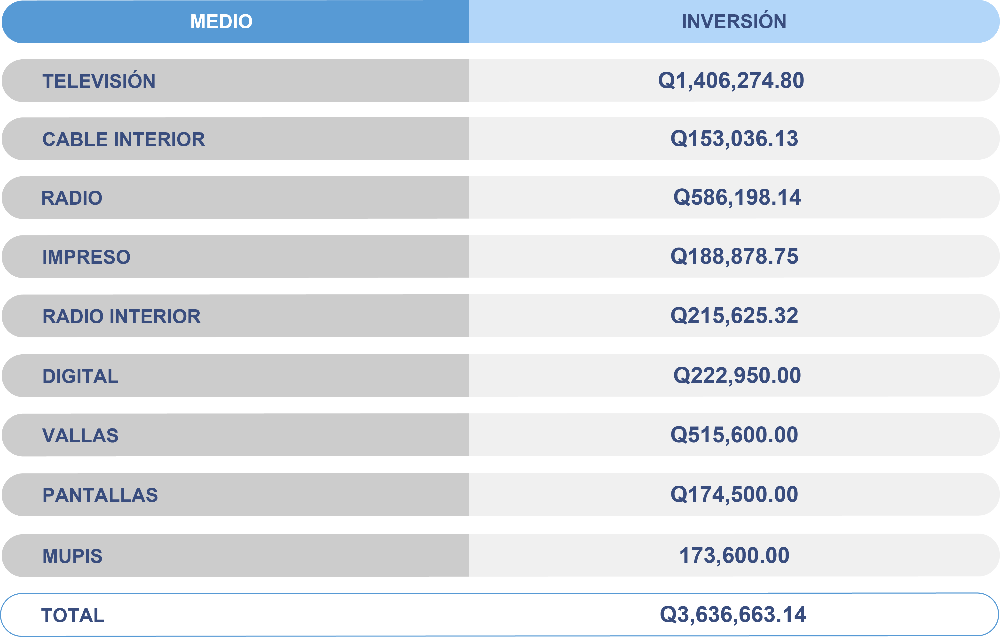 MEDIO INVERSIÓN
TELEVISIÓN Q1,406,274.80
CABLE INTERIOR Q153,036.13
RADIO Q586,198.14
IMPRESO Q188,878.75
RADIO INTERIOR Q215,625.32
DIGITAL Q222,950.00
VALLAS Q515,600.00
PANTALLAS Q174,500.00
MUPIS 173,600.00
TOTAL Q3,636,663.14